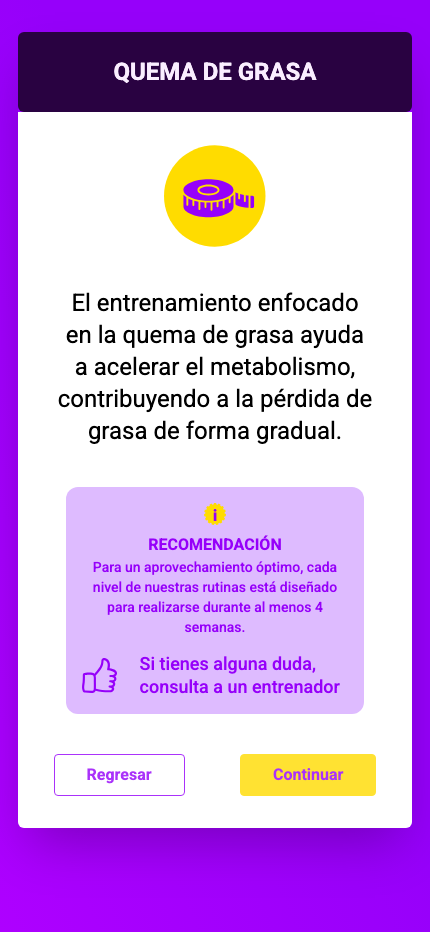 QUEMA DE GRASA
El entrenamiento enfocado
en la quema de grasa ayuda
a acelerar el metabolismo,
contribuyendo a la pérdida de
grasa de forma gradual.
i
RECOMENDACIÓN
Para un aprovechamiento óptimo, cada
nivel de nuestras rutinas está diseñado
para realizarse durante al menos 4
semanas.
Si tienes alguna duda,
consulta a un entrenador
Regresar
Continuar